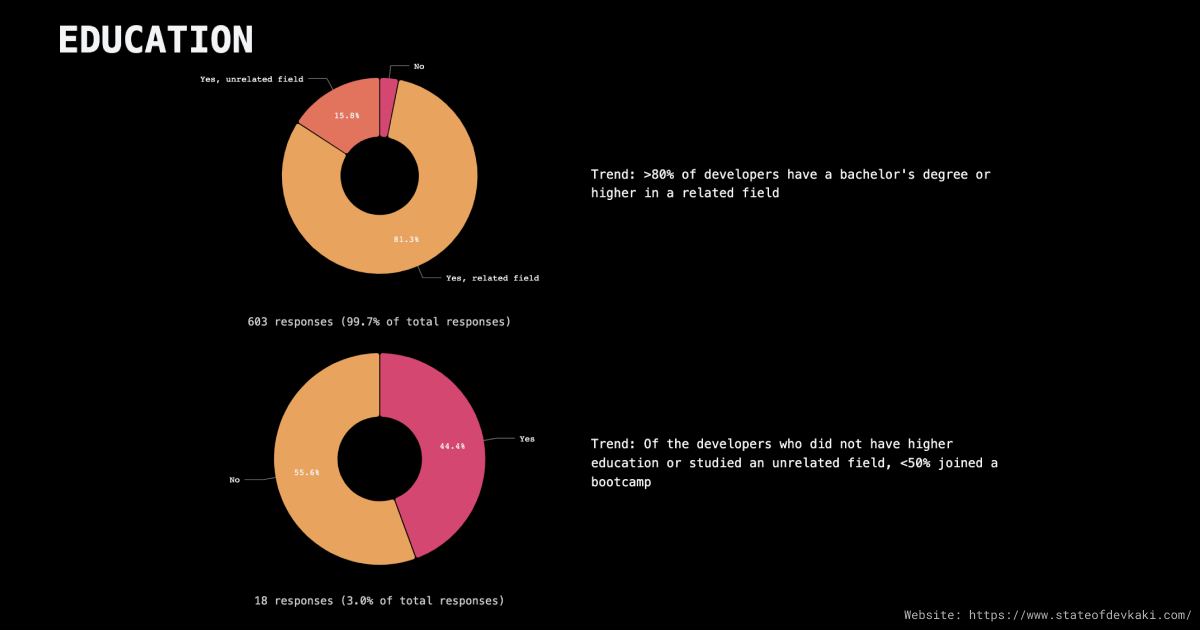 EDUCATION
No
Yes, unrelated field
15.8%
81.3%
Yes, related field
603 responses (99.7% of total responses)
Trend: >80% of developers have a bachelor's degree or
higher in a related field
Yes
44.4%
55.6%
No
18 responses (3.0% of total responses)
Trend: Of the developers who did not have higher
education or studied an unrelated field, <50% joined a
bootcamp
Website: https://www.stateofdevkaki.com/